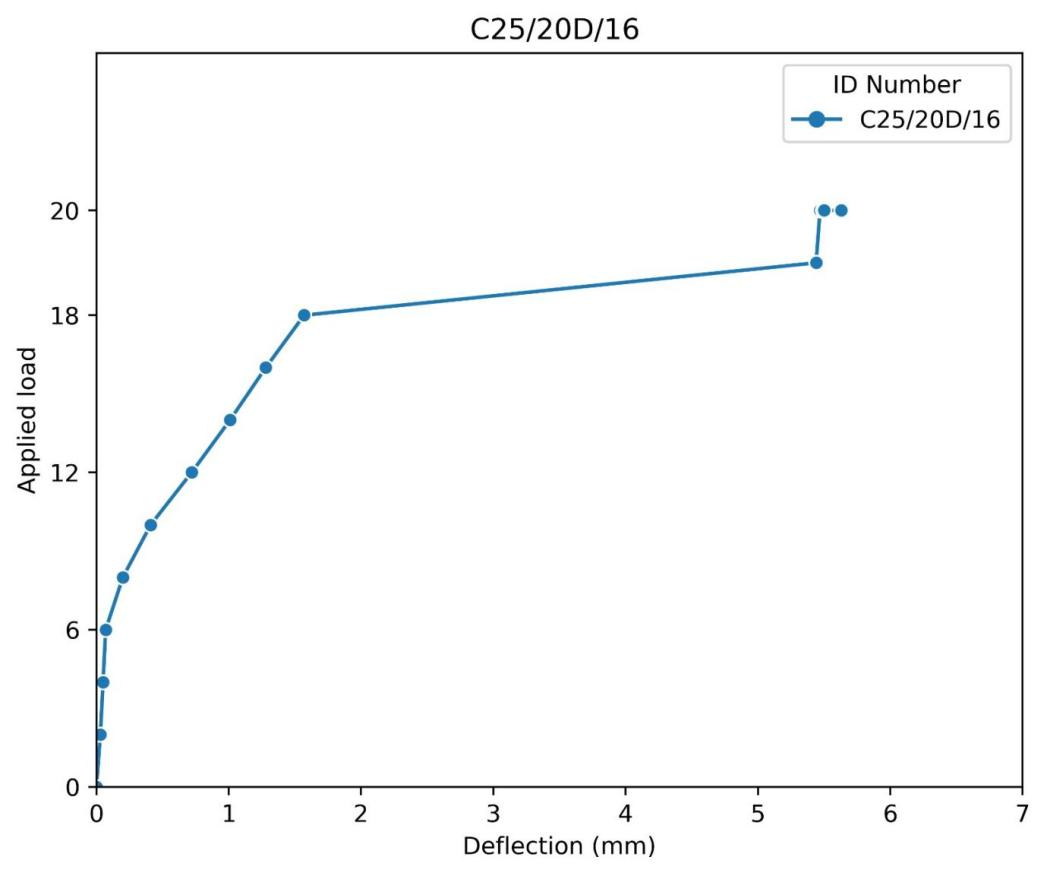 C25/20D/16
ID Number
C25/20D/16
20
18
12
6
0
Applied load
0 1 2 3 4 5 6 7
Deflection (mm)